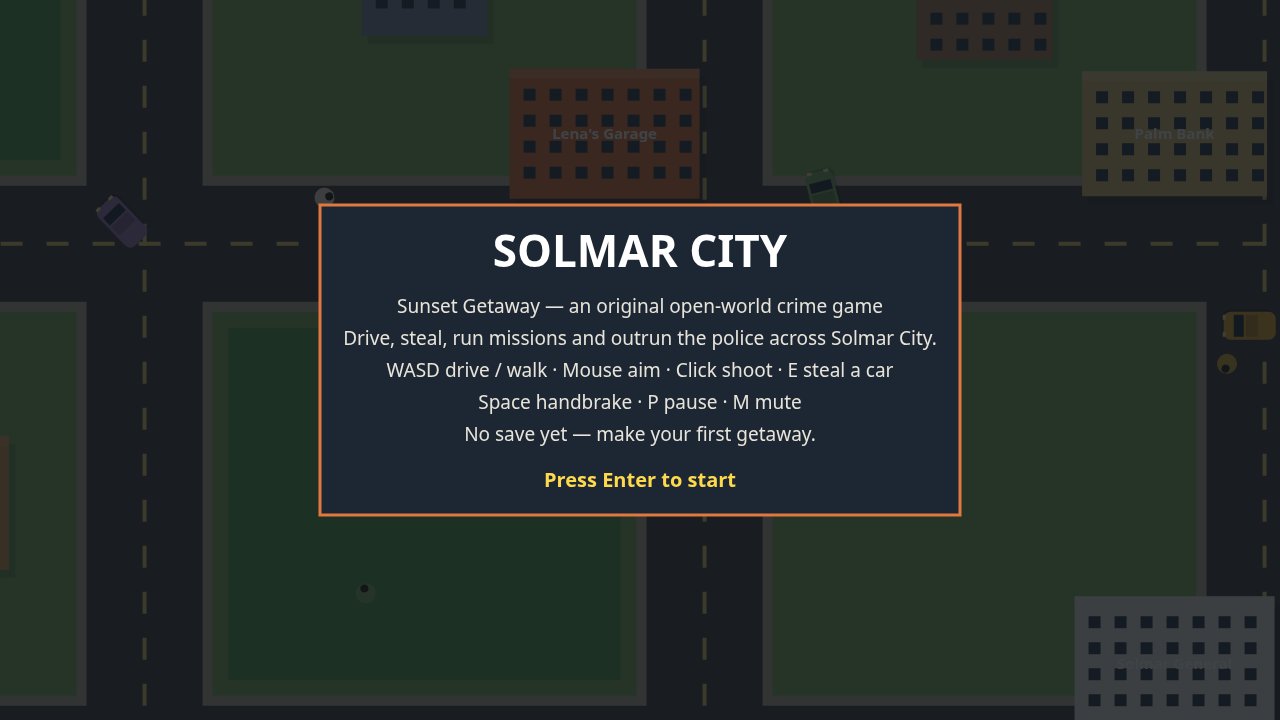 Lena's Garage
Palm Bank
SOLMAR CITY
Sunset Getaway — an original open-world crime game
Drive, steal, run missions and outrun the police across Solmar City.
WASD drive / walk · Mouse aim · Click shoot · E steal a car
Space handbrake · P pause · M mute
No save yet — make your first getaway.
Press Enter to start
Solmar General